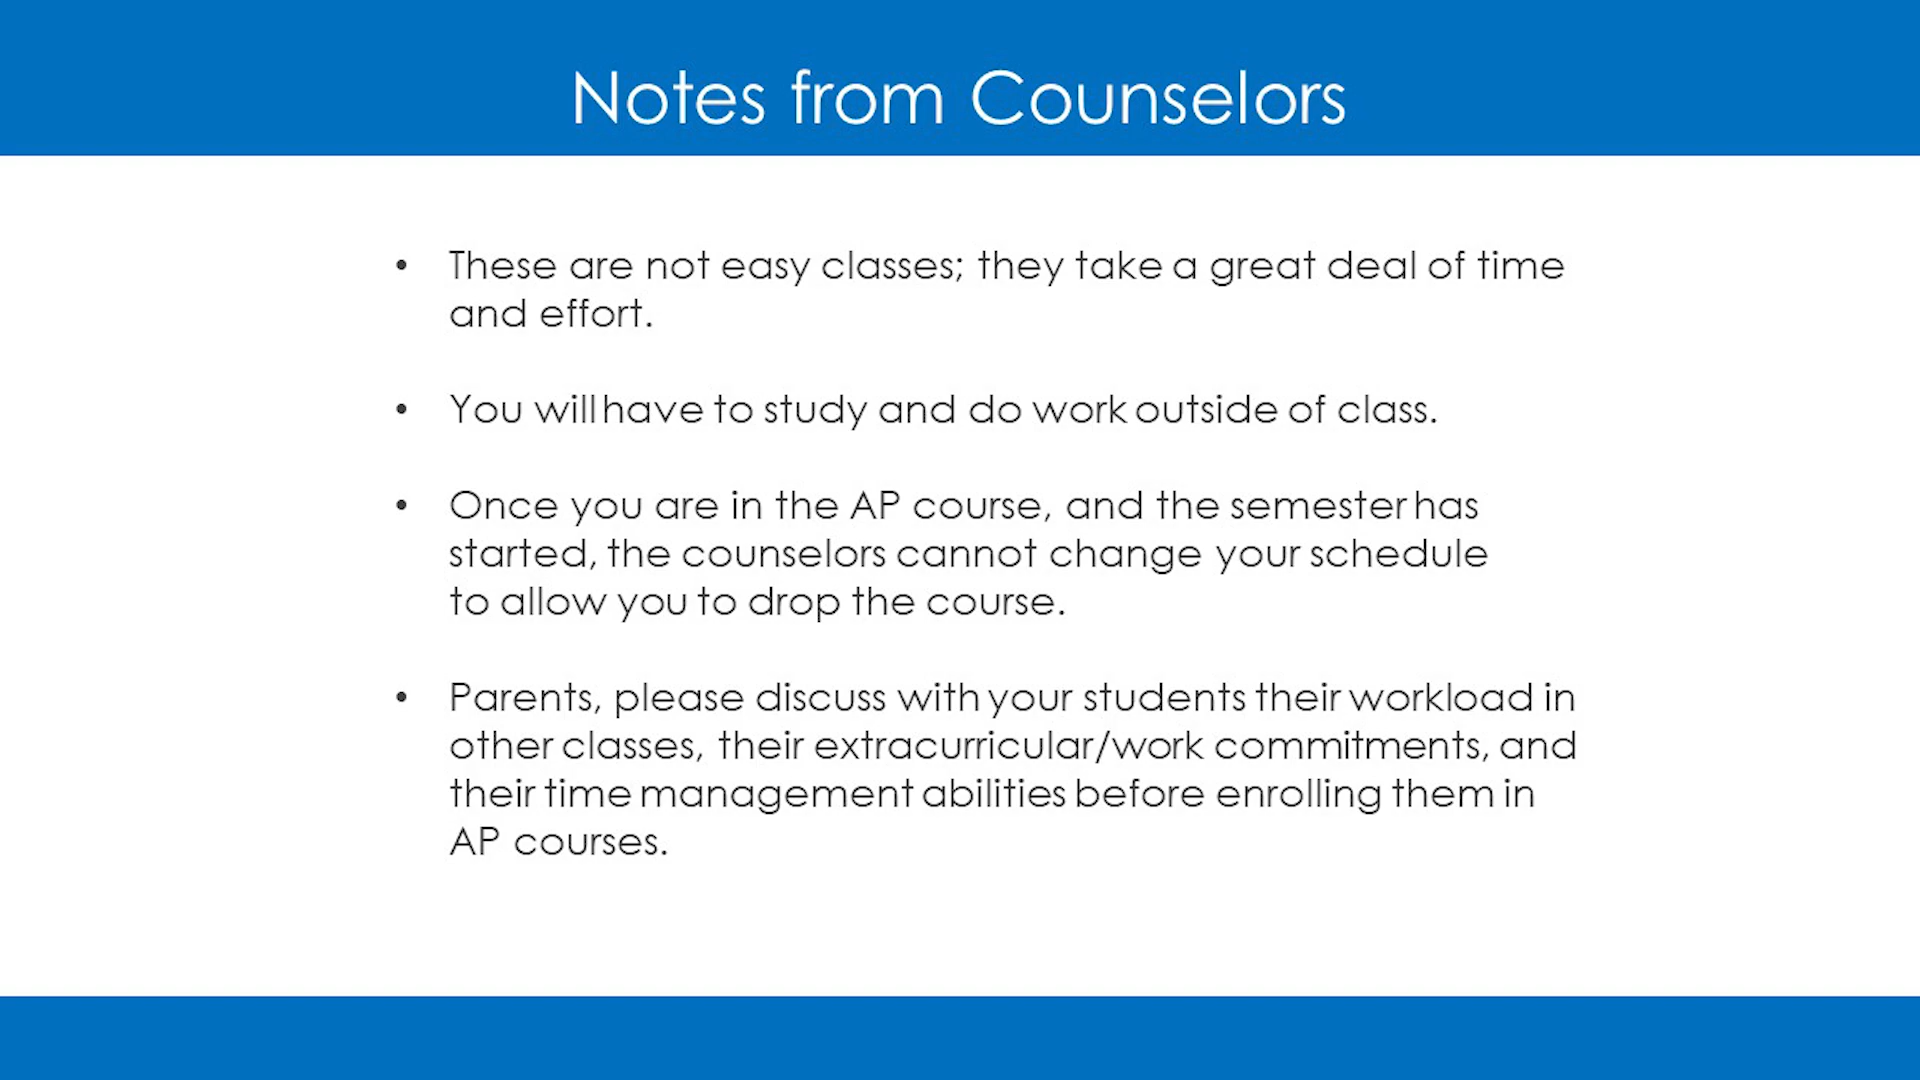 Notes from Counselors
• These are not easy classes; they take a great deal of time
and effort.
• You will have to study and do work outside of class.
• Once you are in the AP course, and the semester has
started, the counselors cannot change your schedule
to allow you to drop the course.
• Parents, please discuss with your students their workload in
other classes, their extracurricular/work commitments, and
their time management abilities before enrolling them in
AP courses.